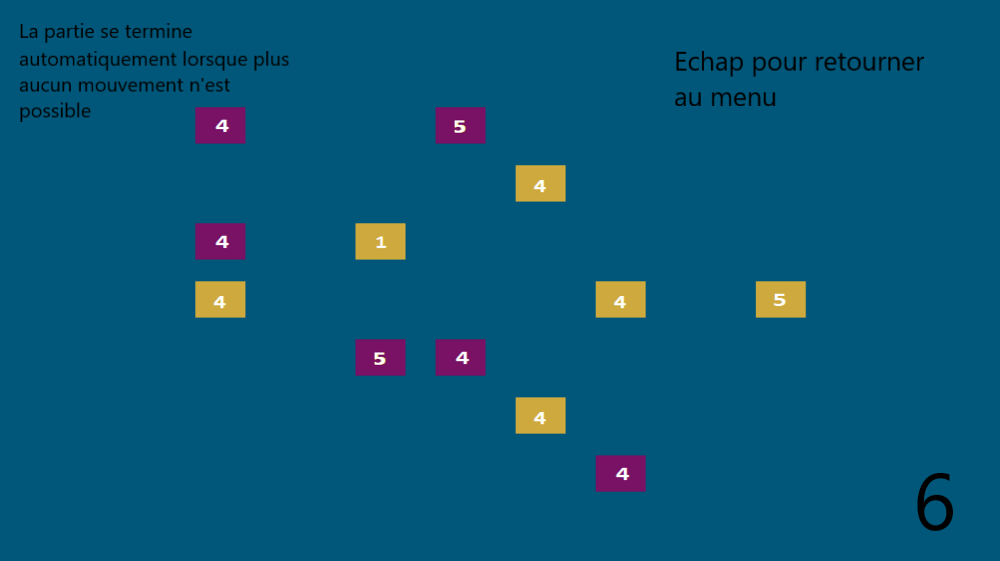 La partie se termine
automatiquement lorsque plus
aucun mouvement n'est
possible
Echap pour retourner
au menu
4 5
4
4 1
4 4 5
5 4
4
4
6